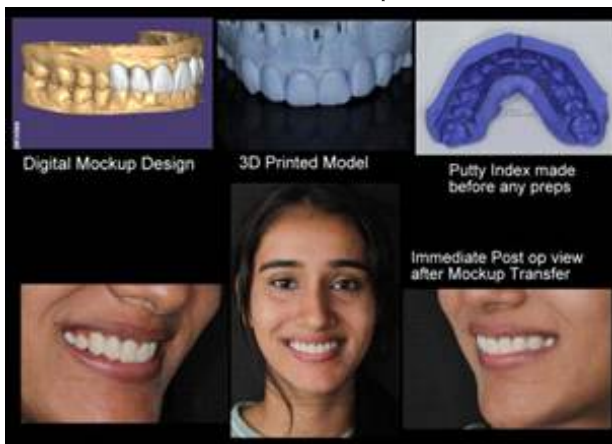 Digital Mockup Design
3D Printed Model
Putty Index made
before any preps
Immediate Post op view
after Mockup Transfer